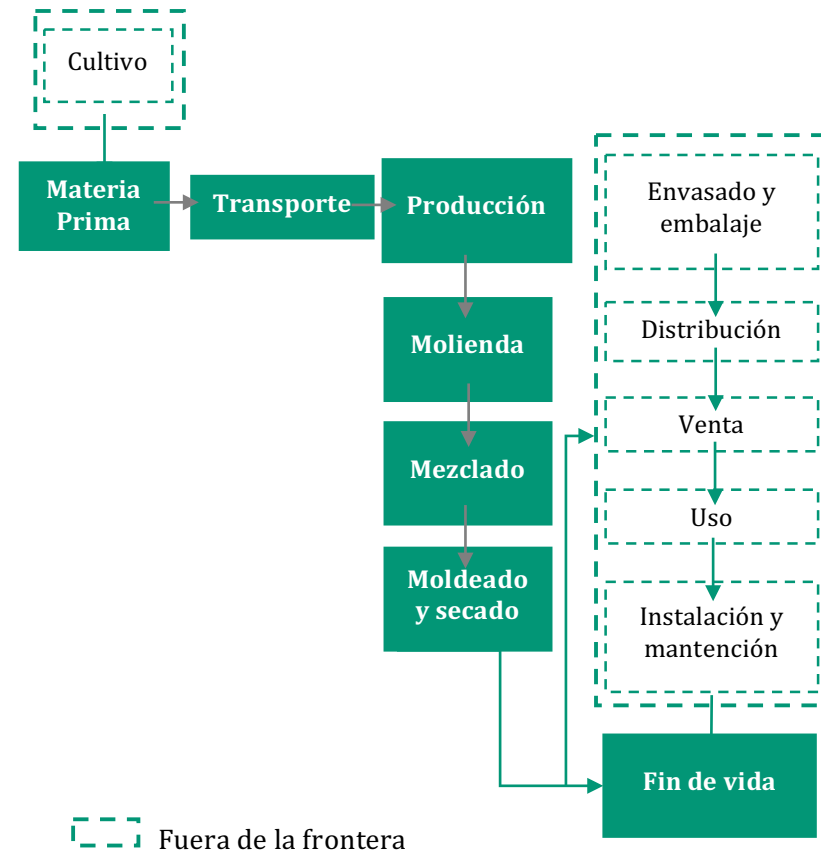 Cultivo
Materia
Prima
Transporte
Producción
Molienda
Mezclado
Moldeado
y secado
Envasado y
embalaje
Distribución
Venta
Uso
Instalación y
mantención
Fin de vida
Fuera de la frontera